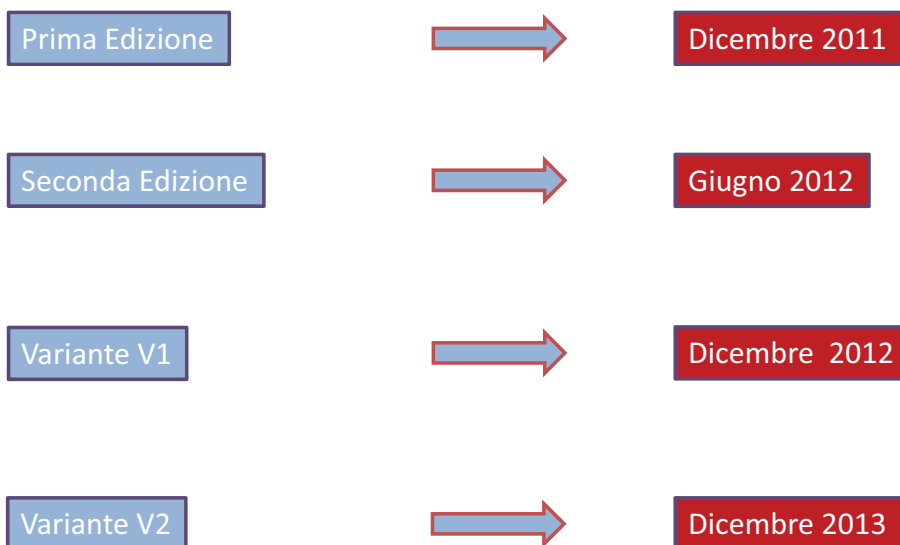 Prima Edizione Dicembre 2011
Seconda Edizione Giugno 2012
Variante V1 Dicembre  2012
Variante V2 Dicembre 2013